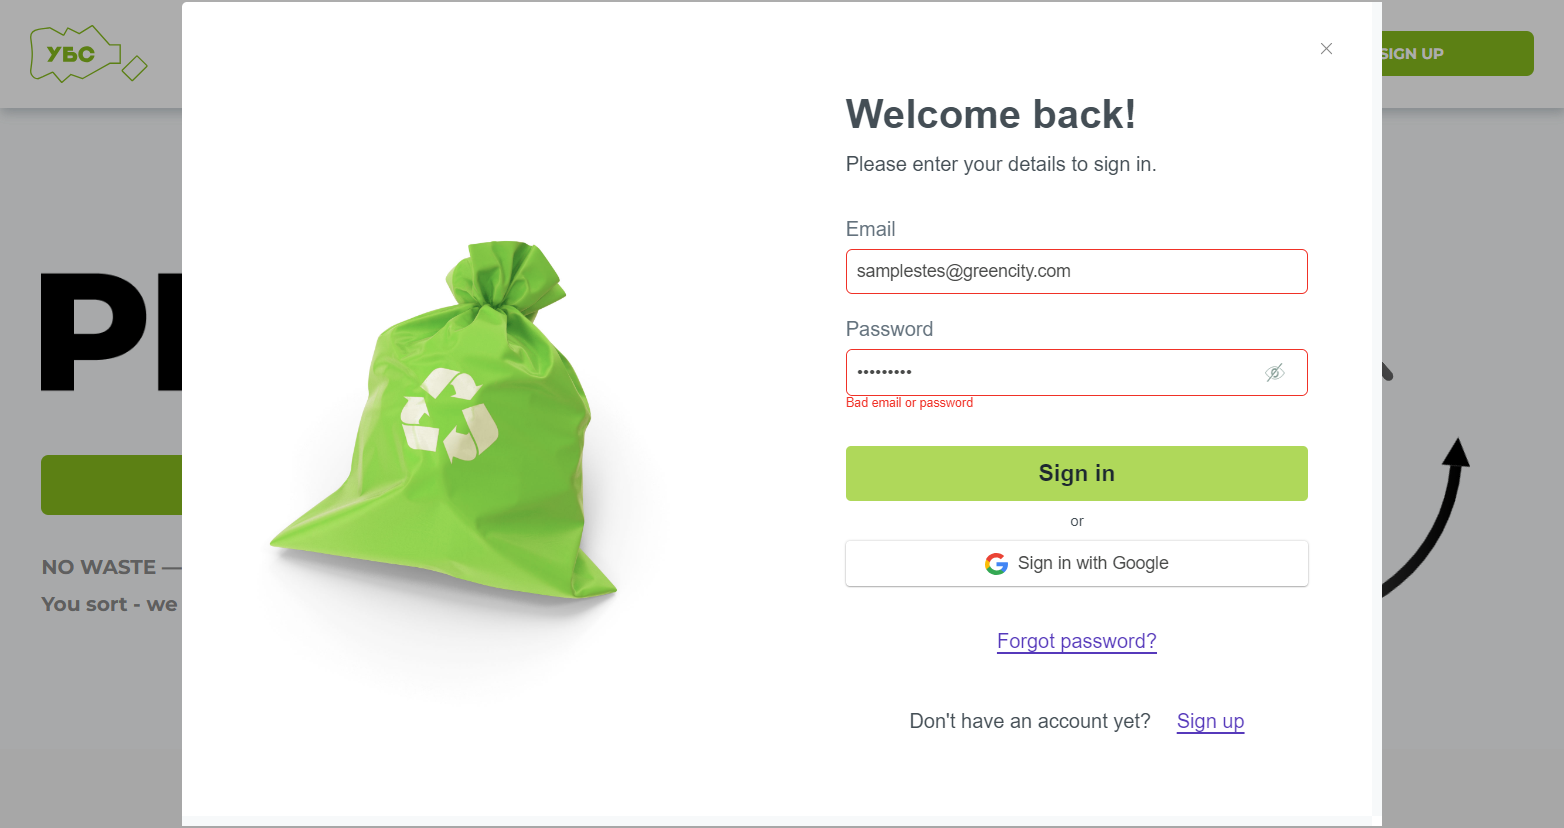 УБС
SIGN UP
Welcome back!
Please enter your details to sign in.
Email
samplestes@greencity.com
Password
•••••••••
Bad email or password
Sign in
or
Sign in with Google
Forgot password?
Don't have an account yet? Sign up
NO WASTE —
You sort - we